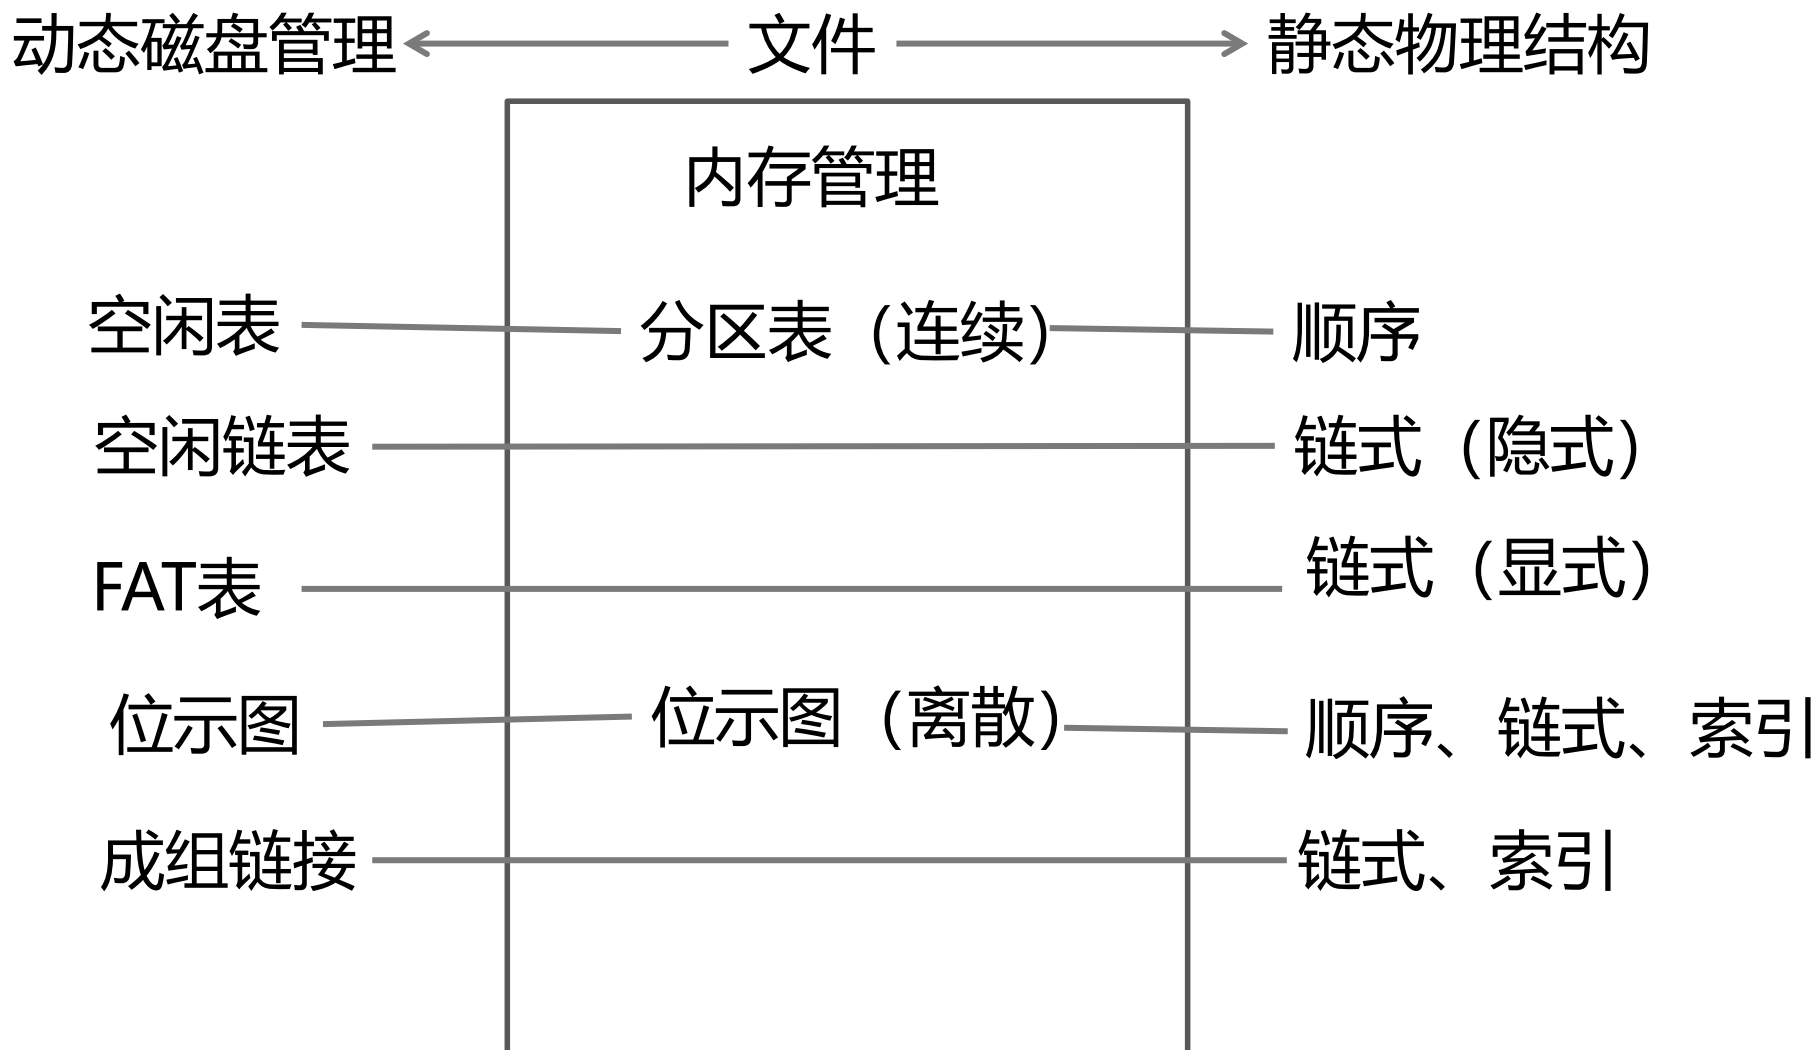 动态磁盘管理 文件 静态物理结构
内存管理
空闲表 分区表（连续） 顺序
空闲链表 链式（隐式）
FAT表 链式（显式）
位示图 位示图（离散） 顺序、链式、索引
成组链接 链式、索引